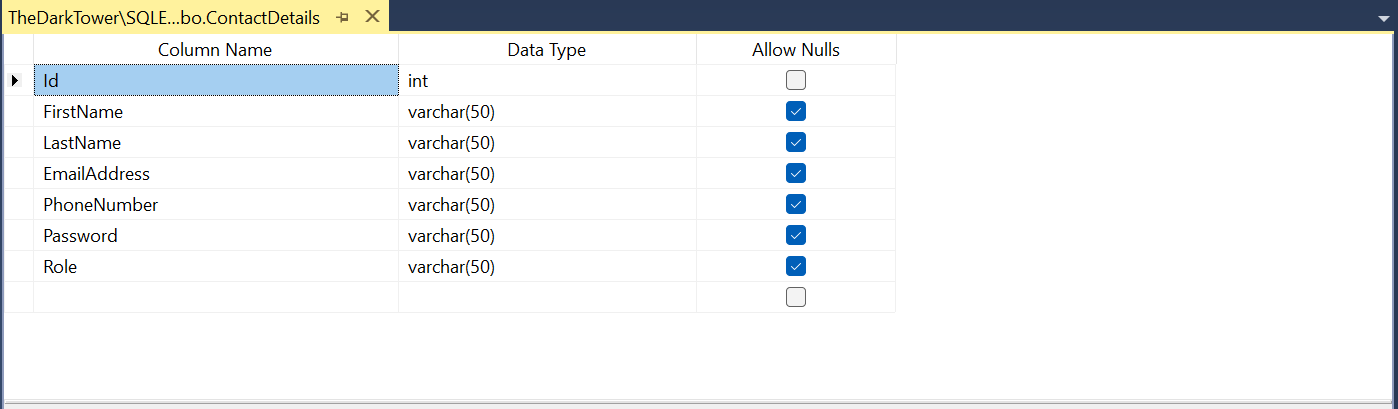 TheDarkTower\SQLE...bo.ContactDetails
Column Name Data Type Allow Nulls
Id int
FirstName varchar(50)
LastName varchar(50)
EmailAddress varchar(50)
PhoneNumber varchar(50)
Password varchar(50)
Role varchar(50)